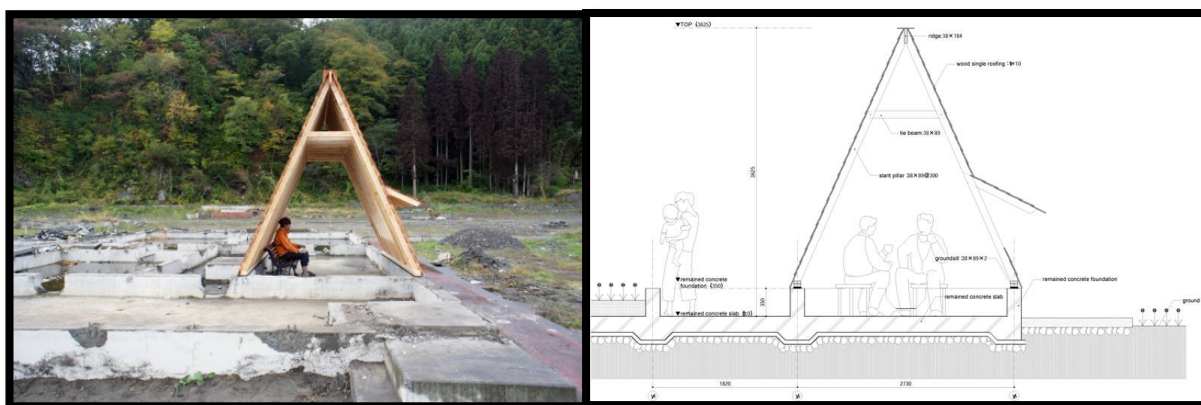 ▼TOP (3625)
ridge:38×184
wood single roofing :t=10
tie beam:38×89
3625
slant pillar :38×89@300
groundsill :38×89×2
▼remained concrete
foundation (350)
remained concrete foundation
350
remained concrete slab
▼remained concrete slab (±0)
ground
1820
2730